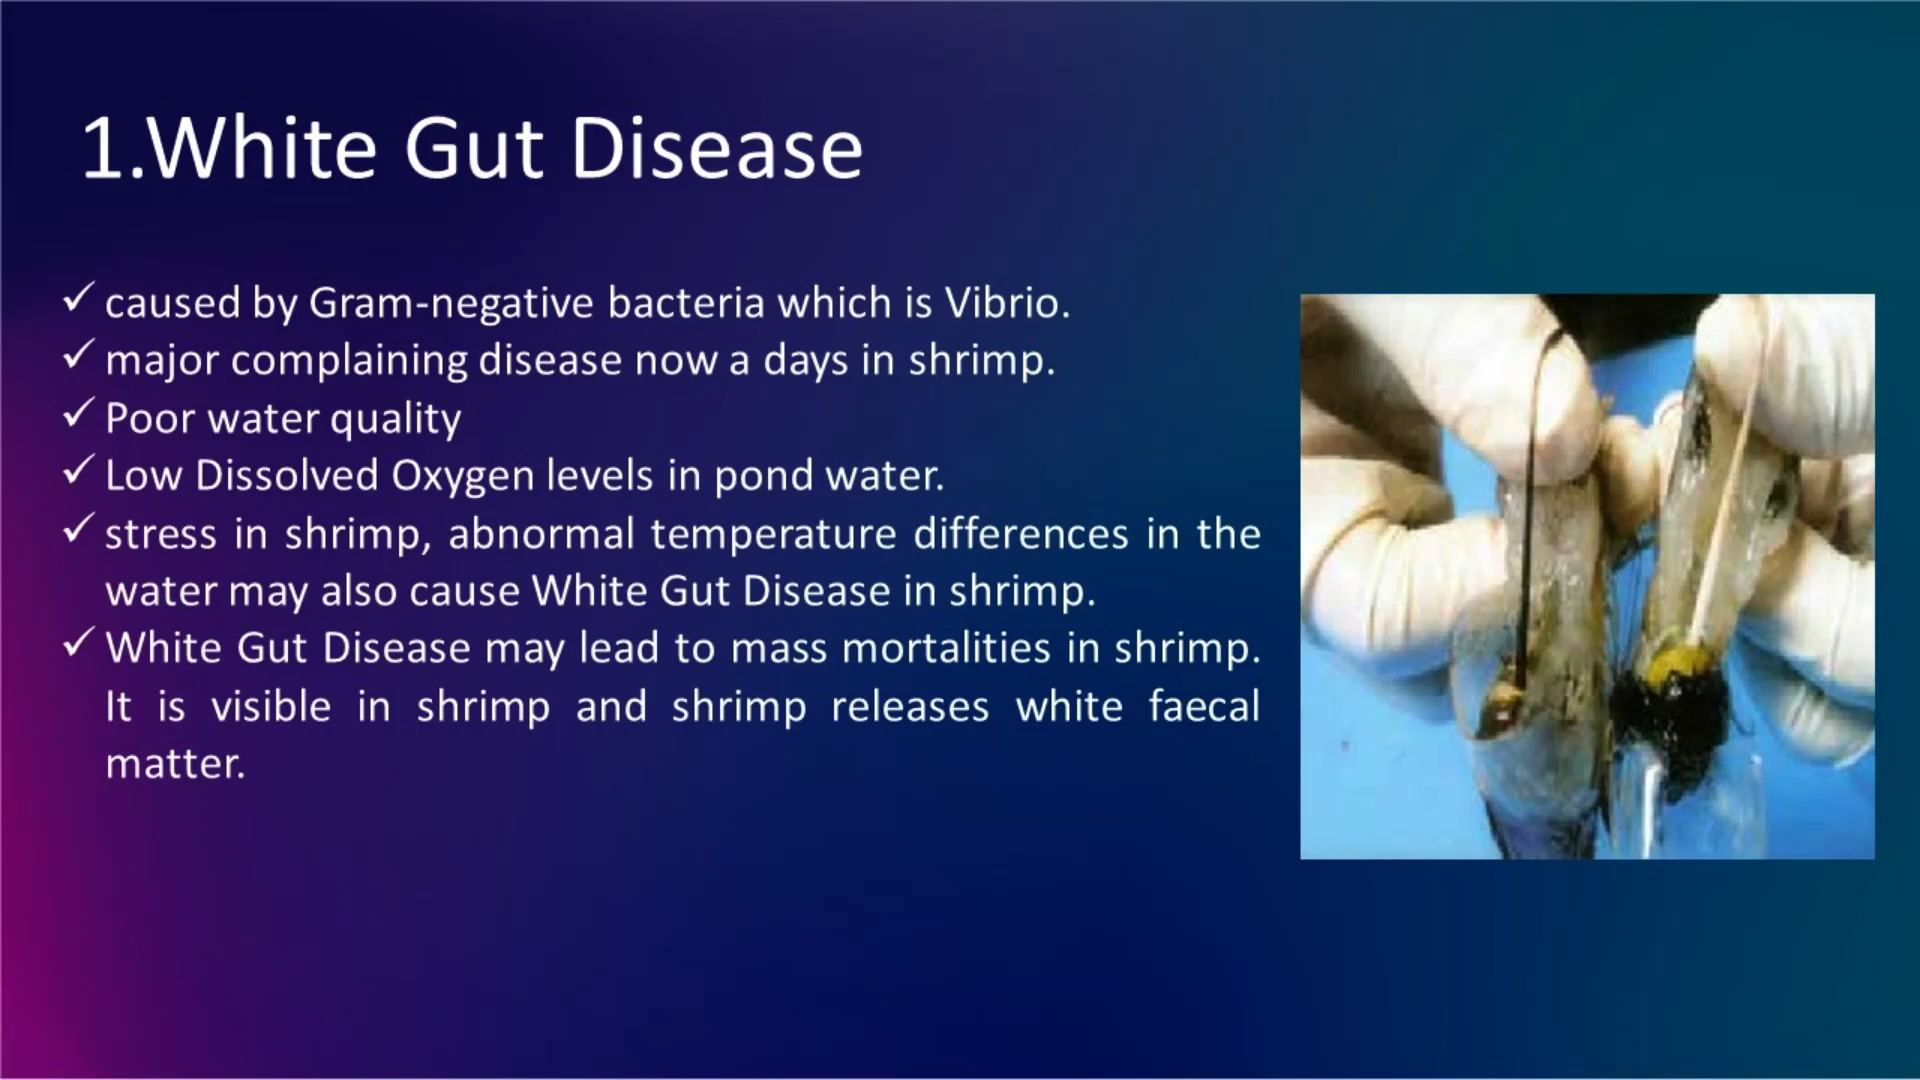 1.White Gut Disease
✓ caused by Gram-negative bacteria which is Vibrio.
✓ major complaining disease now a days in shrimp.
✓ Poor water quality
✓ Low Dissolved Oxygen levels in pond water.
✓ stress in shrimp, abnormal temperature differences in the
water may also cause White Gut Disease in shrimp.
✓ White Gut Disease may lead to mass mortalities in shrimp.
It is visible in shrimp and shrimp releases white faecal
matter.